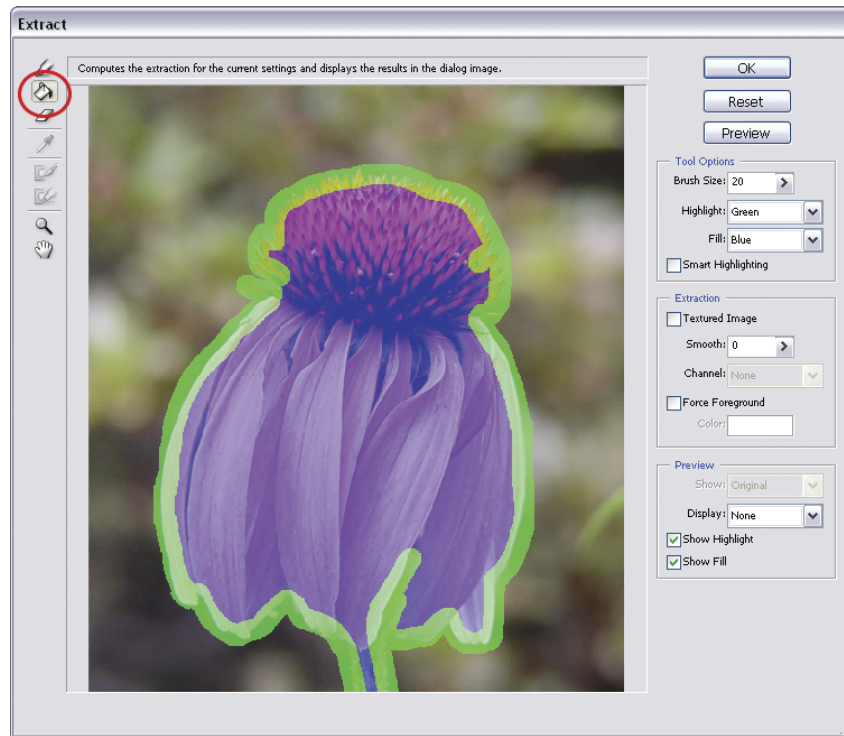 Extract
Computes the extraction for the current settings and displays the results in the dialog image.
OK
Reset
Preview
Tool Options
Brush Size: 20
Highlight: Green
Fill: Blue
Smart Highlighting
Extraction
Textured Image
Smooth: 0
Channel: None
Force Foreground
Color:
Preview
Show: Original
Display: None
Show Highlight
Show Fill